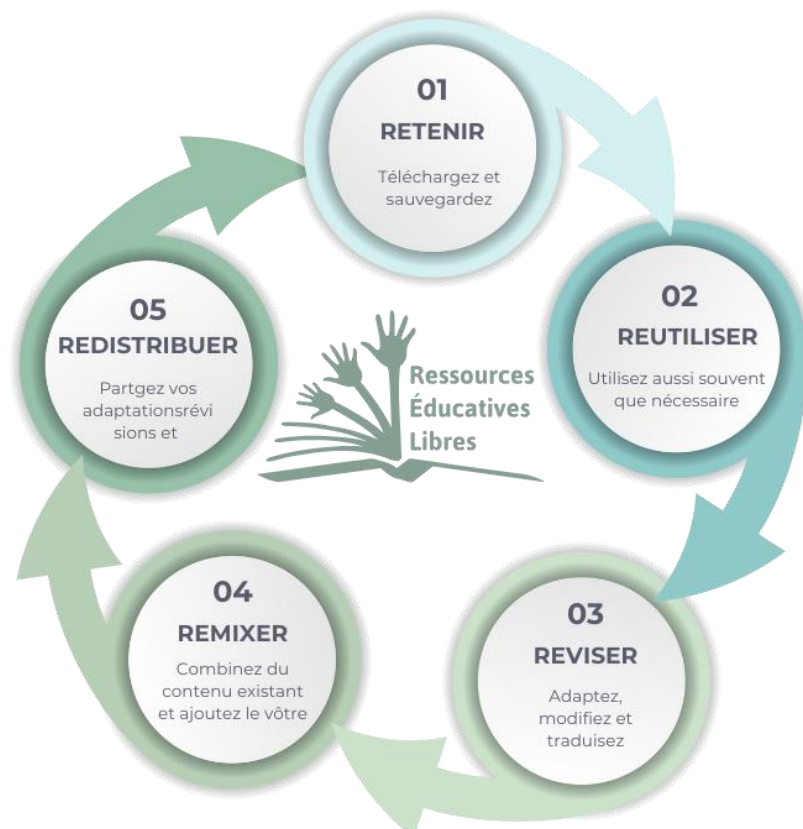 01
RETENIR
Téléchargez et
sauvegardez
02
REUTILISER
Utilisez aussi souvent
que nécessaire
03
REVISER
Adaptez,
modifiez et
traduisez
04
REMIXER
Combinez du
contenu existant
et ajoutez le vôtre
05
REDISTRIBUER
Partgez vos
adaptationsrévi
sions et
Ressources
Éducatives
Libres